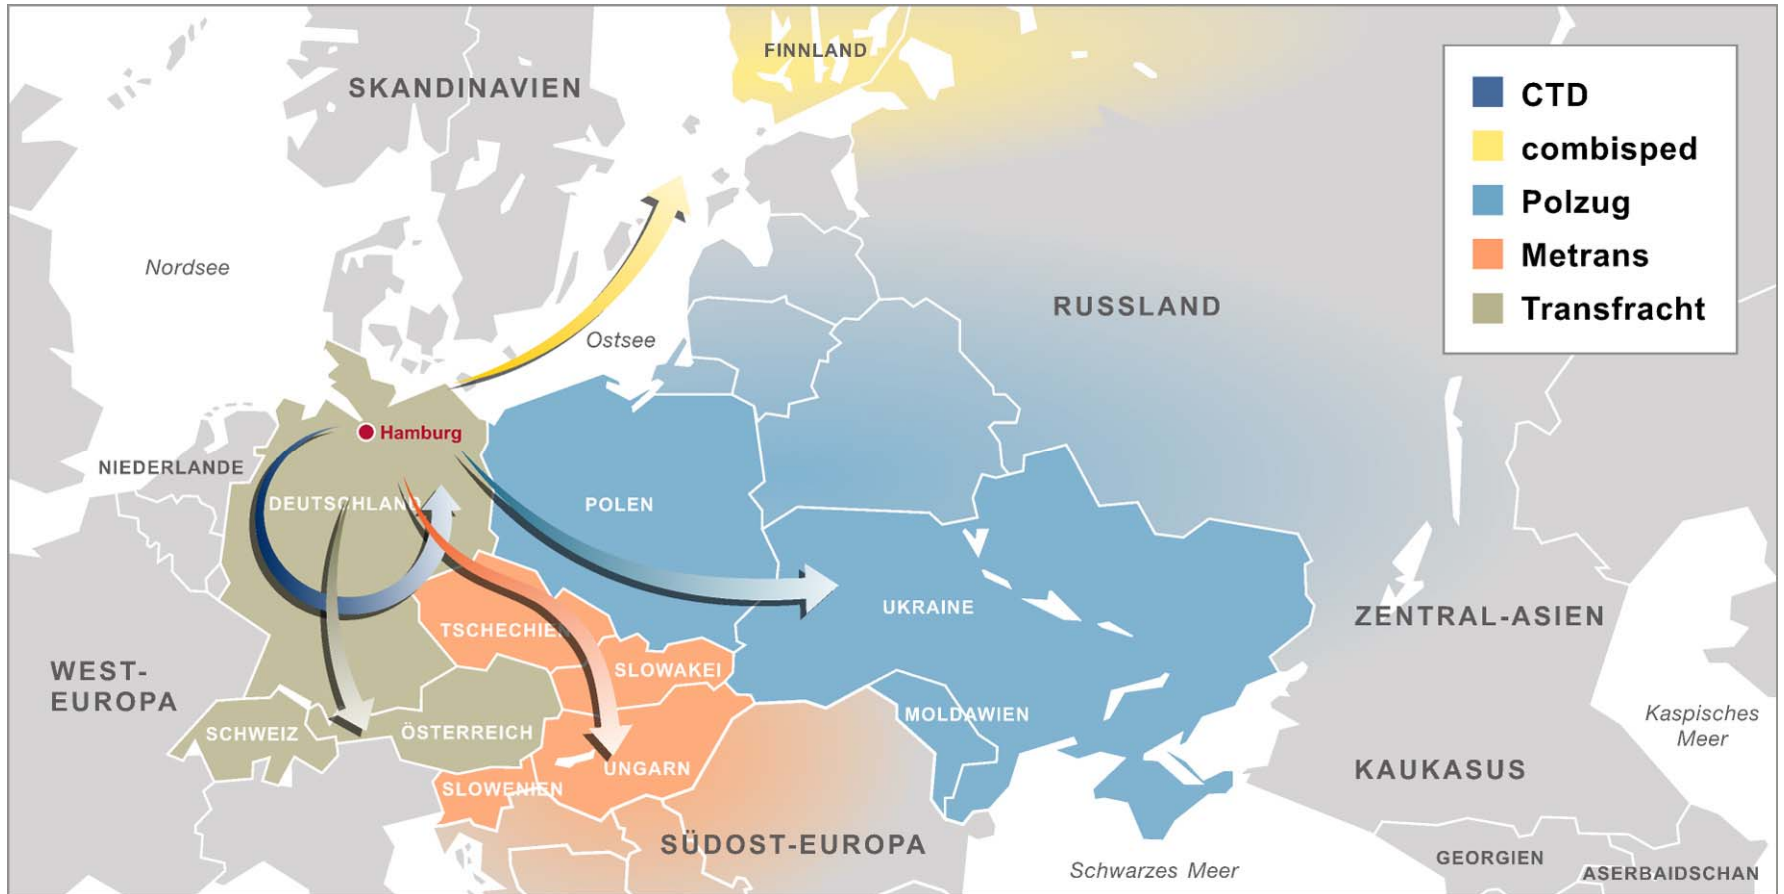 FINNLAND
SKANDINAVIEN
CTD
combisped
Polzug
Metrans
Transfracht
Nordsee
RUSSLAND
Ostsee
Hamburg
NIEDERLANDE
DEUTSCHLAND
POLEN
UKRAINE
ZENTRAL-ASIEN
TSCHECHIEN
SLOWAKEI
WEST-
EUROPA
MOLDAWIEN
SCHWEIZ
ÖSTERREICH
Kaspisches
Meer
UNGARN
KAUKASUS
SLOWENIEN
SÜDOST-EUROPA
GEORGIEN
Schwarzes Meer
ASERBAIDSCHAN